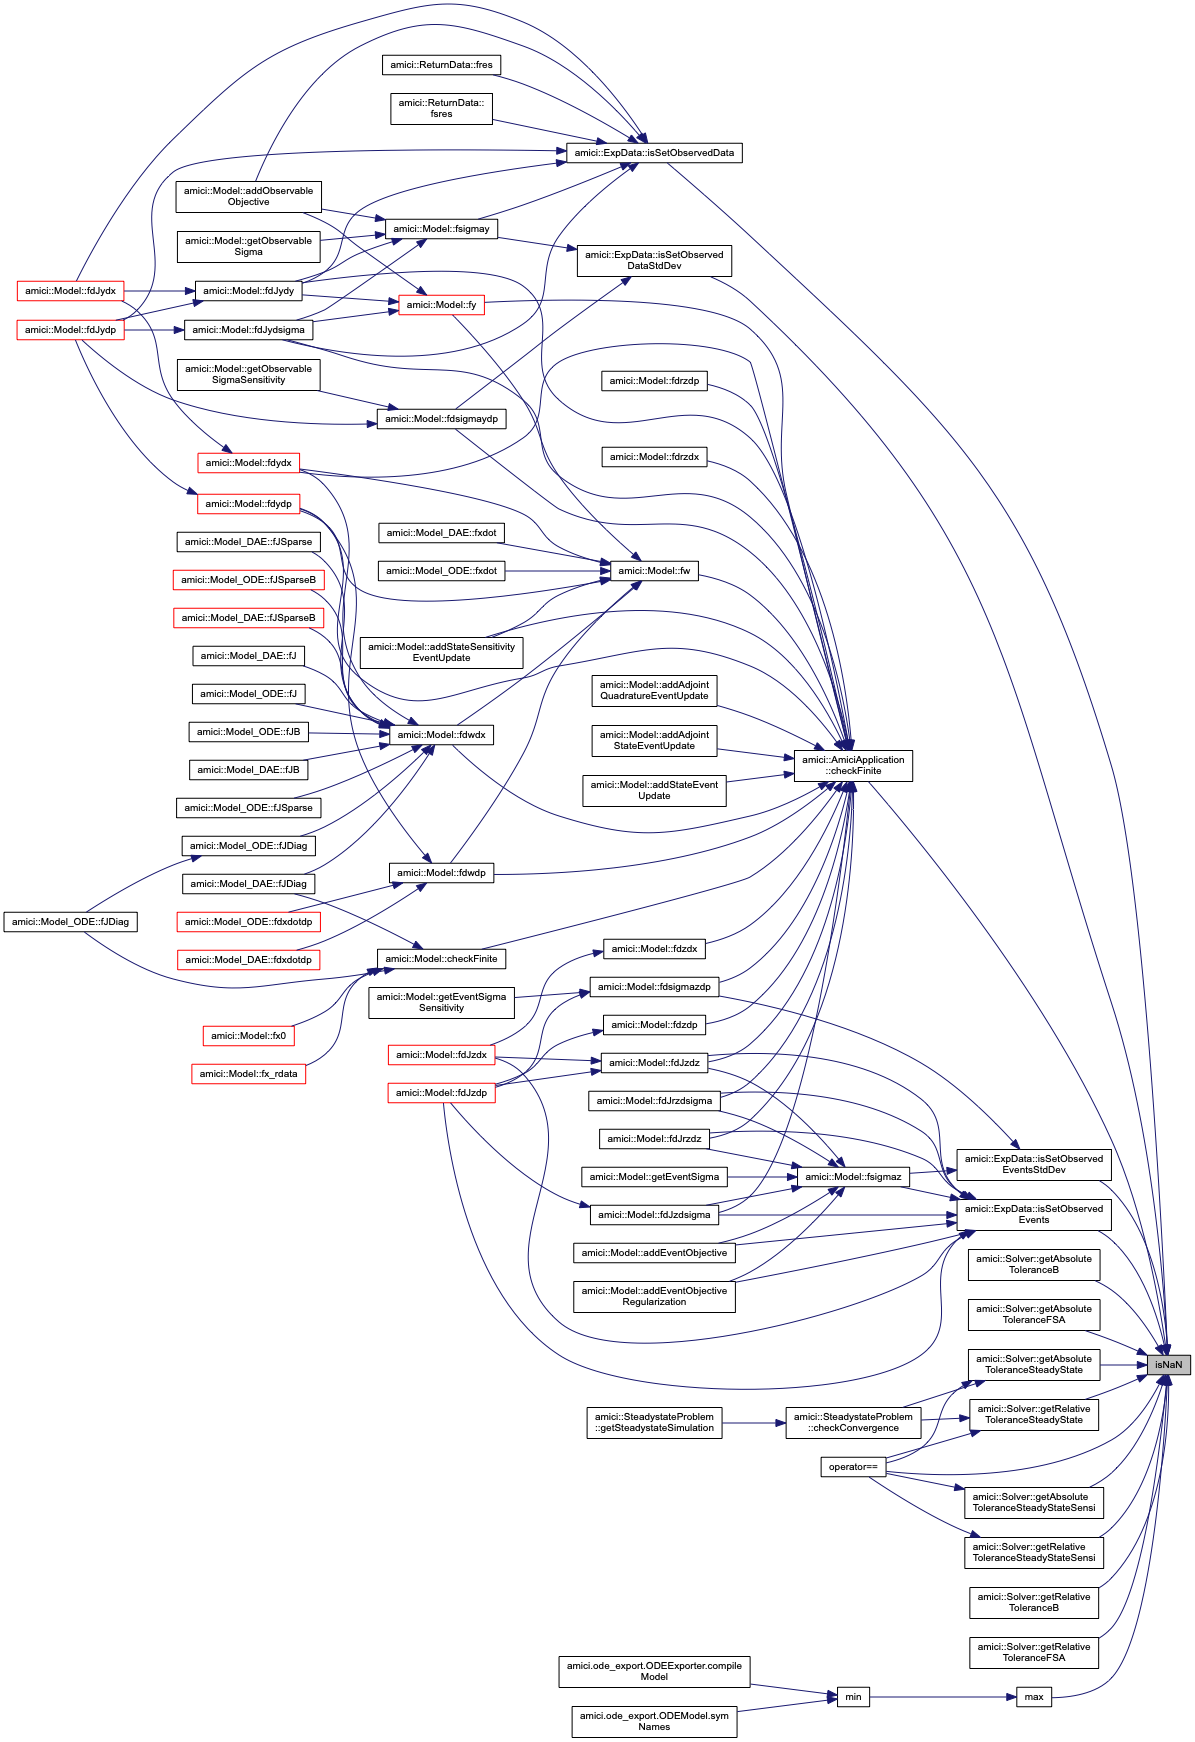 amici::ReturnData::fres
amici::ReturnData::
fsres
amici::ExpData::isSetObservedData
amici::Model::addObservable
Objective
amici::Model::fsigmay
amici::Model::getObservable
Sigma
amici::ExpData::isSetObserved
DataStdDev
amici::Model::fdJydx
amici::Model::fdJydy
amici::Model::fy
amici::Model::fdJydp
amici::Model::fdJydsigma
amici::Model::getObservable
SigmaSensitivity
amici::Model::fdrzdp
amici::Model::fdsigmaydp
amici::Model::fdydx
amici::Model::fdrzdx
amici::Model::fdydp
amici::Model_DAE::fJSparse
amici::Model_DAE::fxdot
amici::Model_ODE::fJSparseB
amici::Model_ODE::fxdot
amici::Model::fw
amici::Model_DAE::fJSparseB
amici::Model_DAE::fJ
amici::Model::addStateSensitivity
EventUpdate
amici::Model_ODE::fJ
amici::Model::addAdjoint
QuadratureEventUpdate
amici::Model_ODE::fJB
amici::Model::fdwdx
amici::Model::addAdjoint
StateEventUpdate
amici::Model_DAE::fJB
amici::AmiciApplication
::checkFinite
amici::Model::addStateEvent
Update
amici::Model_ODE::fJSparse
amici::Model_ODE::fJDiag
amici::Model_DAE::fJDiag
amici::Model::fdwdp
amici::Model_ODE::fJDiag
amici::Model_ODE::fdxdotdp
amici::Model_DAE::fdxdotdp
amici::Model::checkFinite
amici::Model::fdzdx
amici::Model::getEventSigma
Sensitivity
amici::Model::fdsigmazdp
amici::Model::fx0
amici::Model::fdzdp
amici::Model::fx_rdata
amici::Model::fdJzdx
amici::Model::fdJzdz
amici::Model::fdJzdp
amici::Model::fdJrzdsigma
amici::Model::fdJrzdz
amici::Model::getEventSigma
amici::Model::fsigmaz
amici::ExpData::isSetObserved
EventsStdDev
amici::Model::fdJzdsigma
amici::ExpData::isSetObserved
Events
amici::Model::addEventObjective
amici::Model::addEventObjective
Regularization
amici::Solver::getAbsolute
ToleranceB
amici::Solver::getAbsolute
ToleranceFSA
amici::Solver::getAbsolute
ToleranceSteadyState
isNaN
amici::SteadystateProblem
::getSteadystateSimulation
amici::SteadystateProblem
::checkConvergence
amici::Solver::getRelative
ToleranceSteadyState
operator==
amici::Solver::getAbsolute
ToleranceSteadyStateSensi
amici::Solver::getRelative
ToleranceSteadyStateSensi
amici::Solver::getRelative
ToleranceB
amici::Solver::getRelative
ToleranceFSA
amici.ode_export.ODEExporter.compile
Model
min
max
amici.ode_export.ODEModel.sym
Names